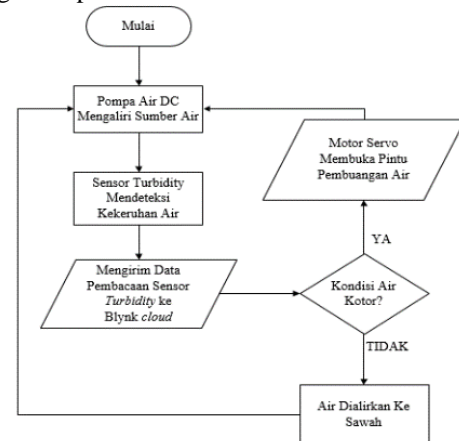 Mulai
Pompa Air DC
Mengaliri Sumber Air
Sensor Turbidity
Mendeteksi
Kekeruhan Air
Mengirim Data
Pembacaan Sensor
Turbidity ke
Blynk cloud
Kondisi Air
Kotor?
YA
Motor Servo
Membuka Pintu
Pembuangan Air
TIDAK
Air Dialirkan Ke
Sawah